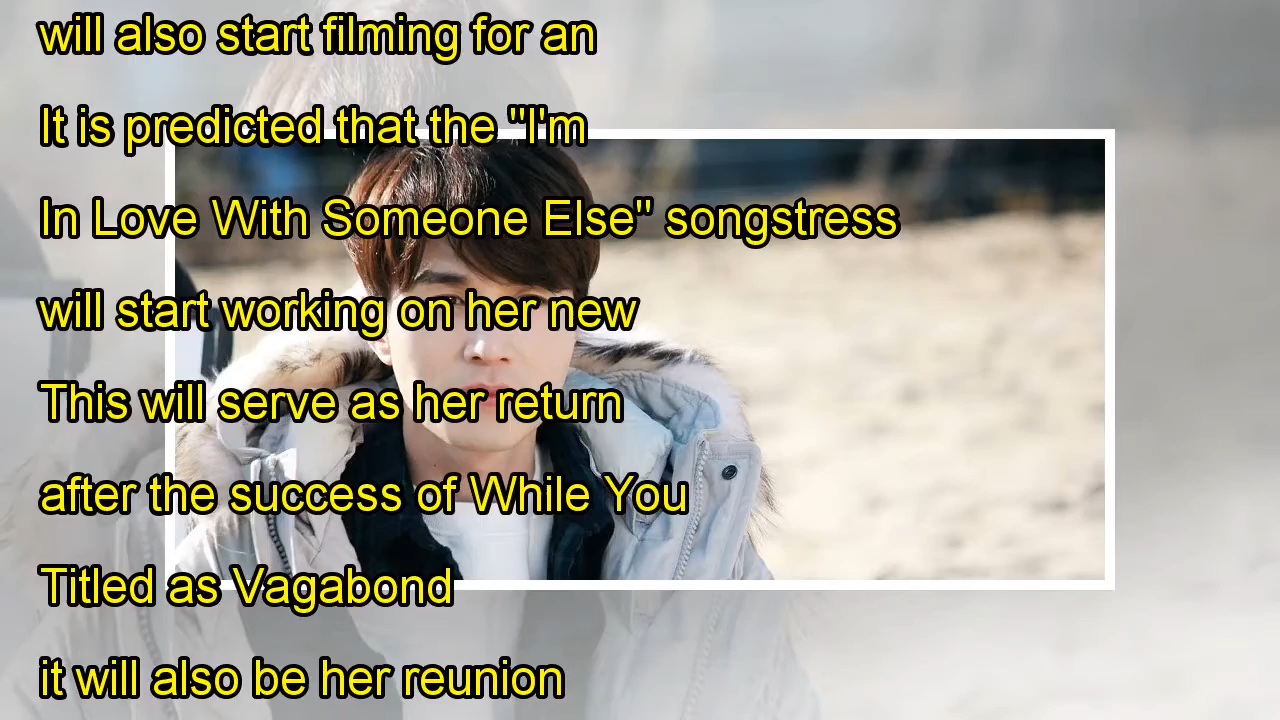 will also start filming for an
It is predicted that the "I'm
In Love With Someone Else" songstress
will start working on her new
This will serve as her return
after the success of While You
Titled as Vagabond
it will also be her reunion